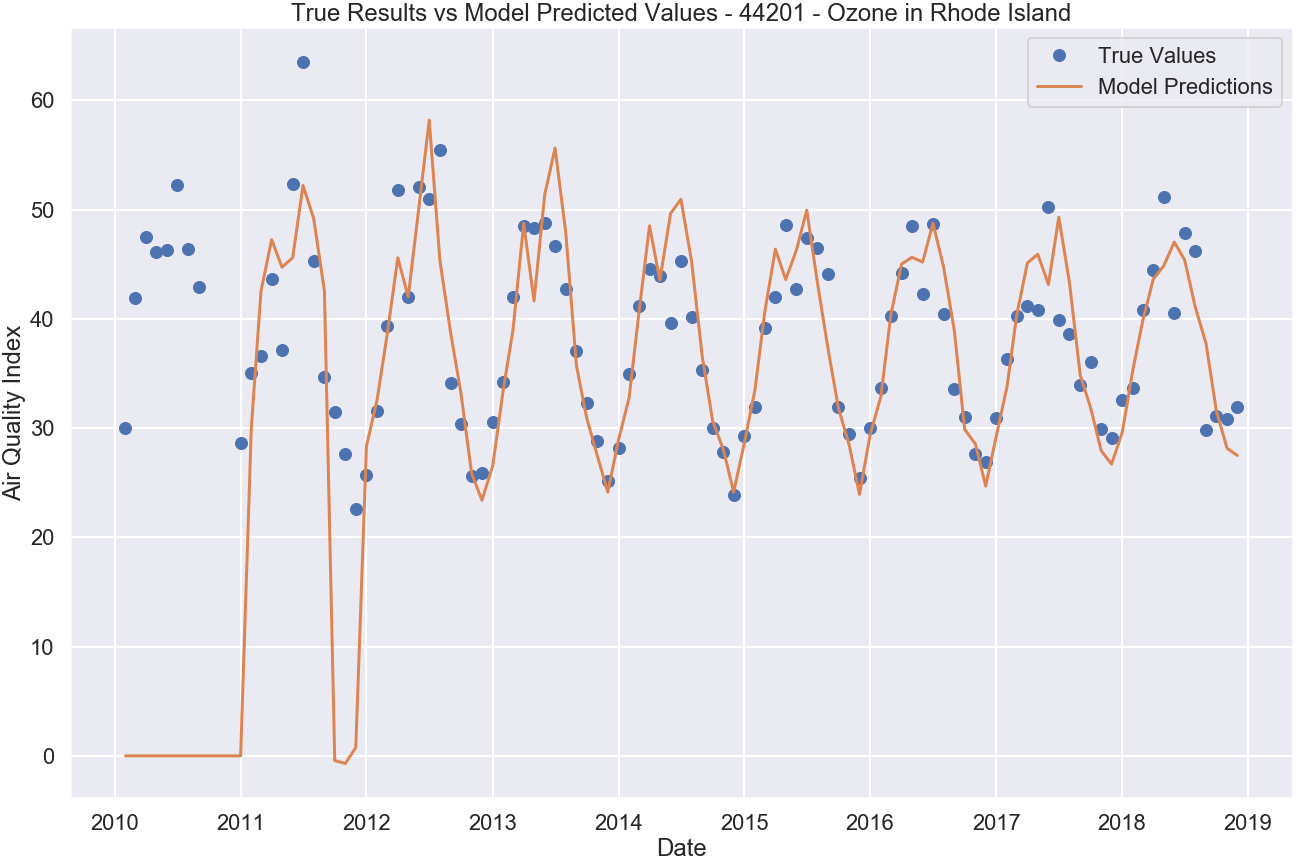 True Results vs Model Predicted Values - 44201 - Ozone in Rhode Island
True Values
Model Predictions
Air Quality Index
60
50
40
30
20
10
0
2010 2011 2012 2013 2014 2015 2016 2017 2018 2019
Date